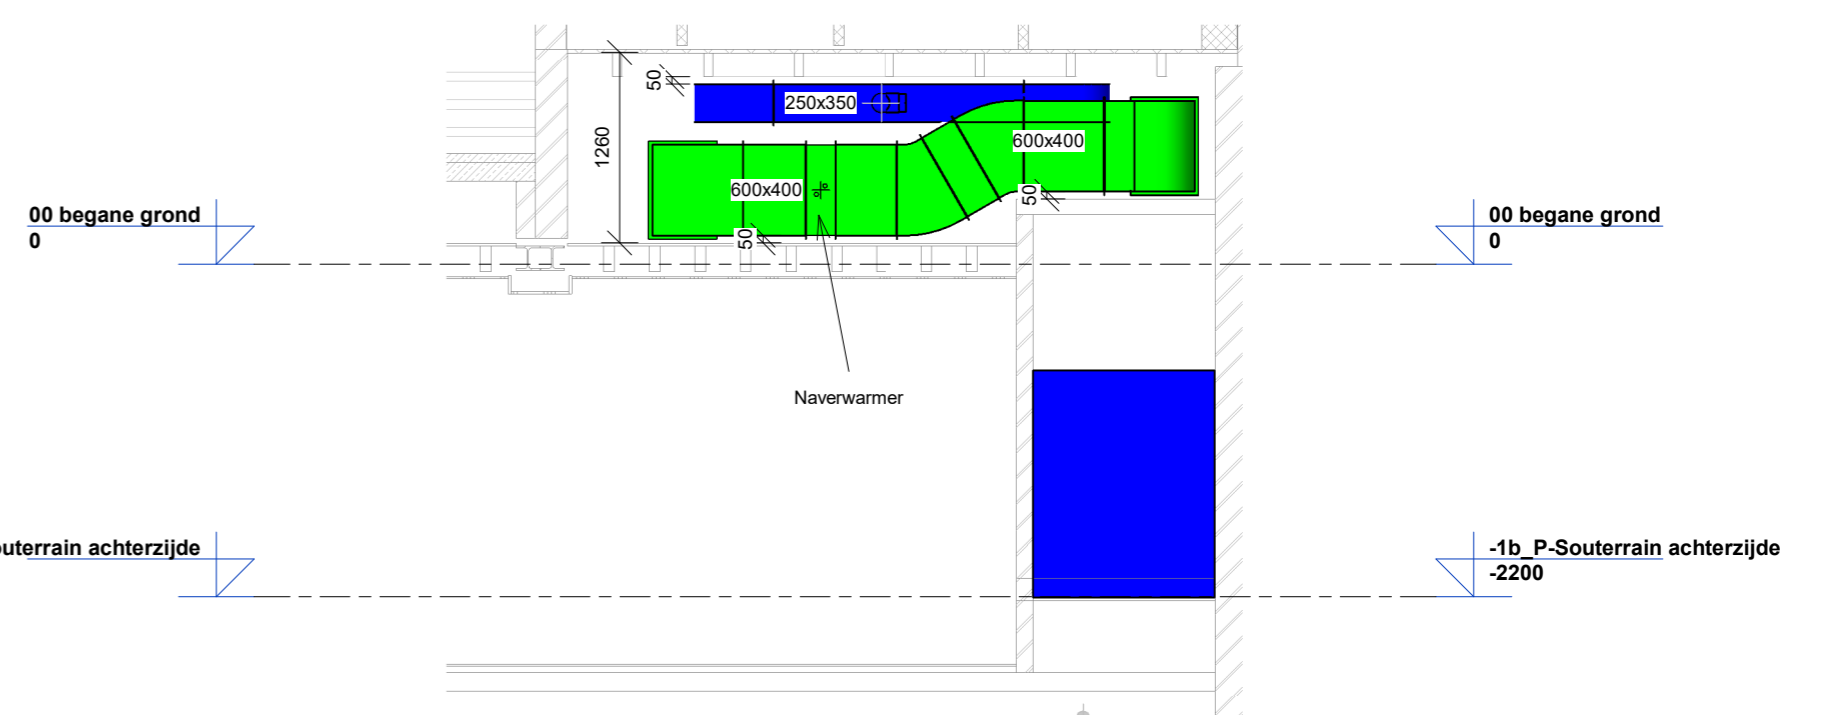 50
250x350
1260
600x400
600x400
50
50
00 begane grond
0
00 begane grond
0
Naverwarmer
achterzijde
-1b_P-Souterrain achterzijde
-2200